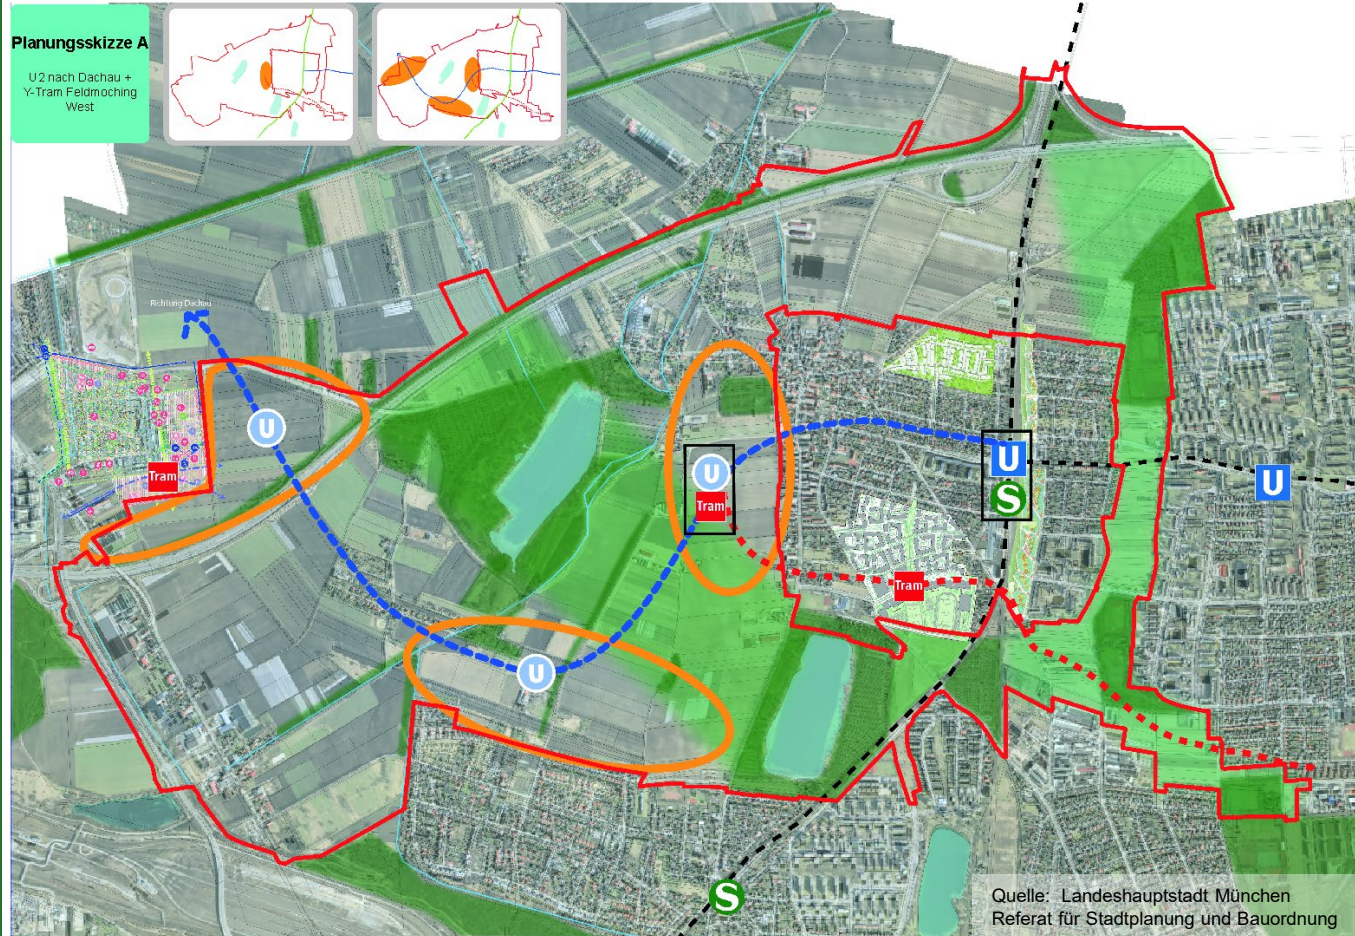 Planungsskizze A
U2 nach Dachau +
Y-Tram Feldmoching
West
Richtung Dachau
U
U
Tram
U
S
U
Tram
Tram
U
S
Quelle: Landeshauptstadt München
Referat für Stadtplanung und Bauordnung